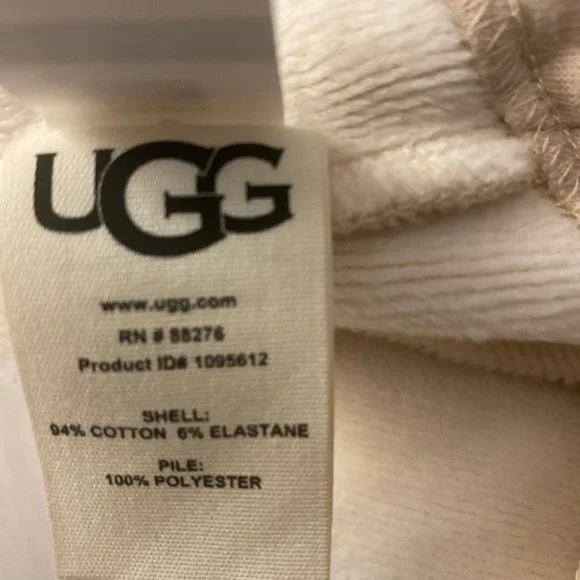 UGG
www.ugg.com
RN # 88276
Product ID# 1095612
SHELL:
94% COTTON 6% ELASTANE
PILE:
100% POLYESTER